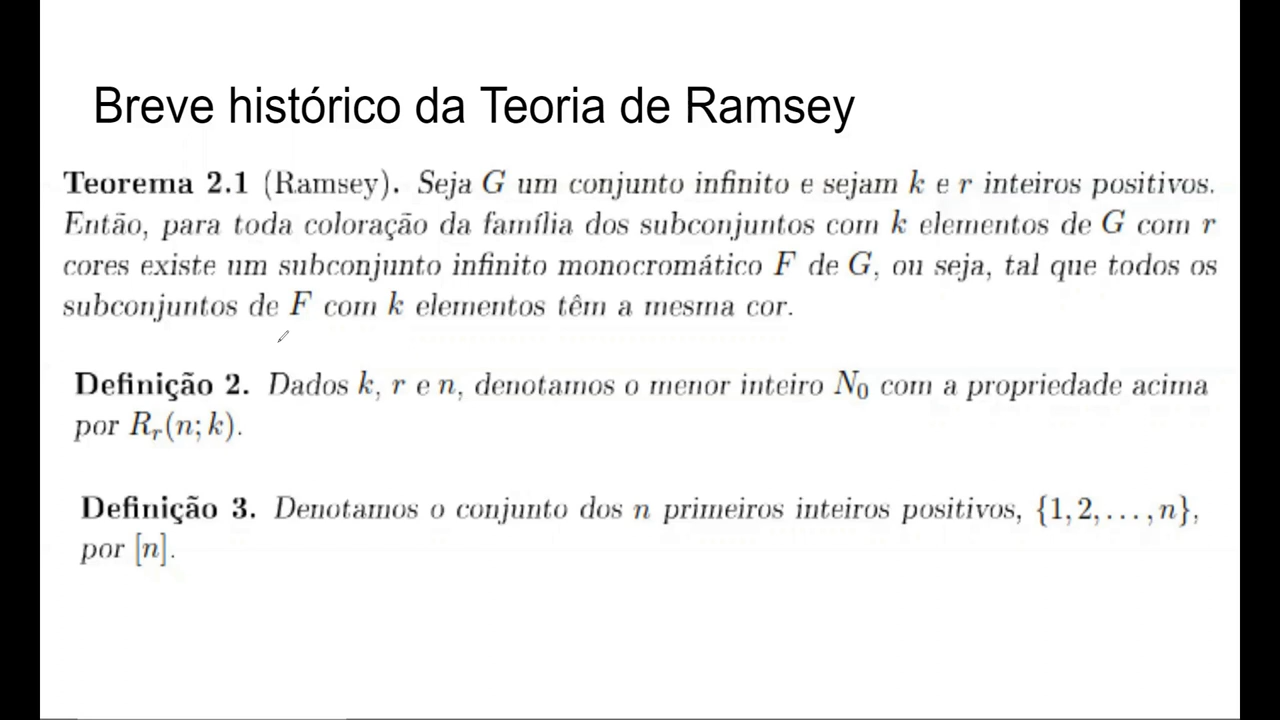 Breve histórico da Teoria de Ramsey
Teorema 2.1 (Ramsey). Seja G um conjunto infinito e sejam k e r inteiros positivos.
Então, para toda coloração da família dos subconjuntos com k elementos de G com r
cores existe um subconjunto infinito monocromático F de G, ou seja, tal que todos os
subconjuntos de F com k elementos têm a mesma cor.
Definição 2. Dados k, r e n, denotamos o menor inteiro N₀ com a propriedade acima
por Rᵣ(n; k).
Definição 3. Denotamos o conjunto dos n primeiros inteiros positivos, {1, 2, . . . , n},
por [n].